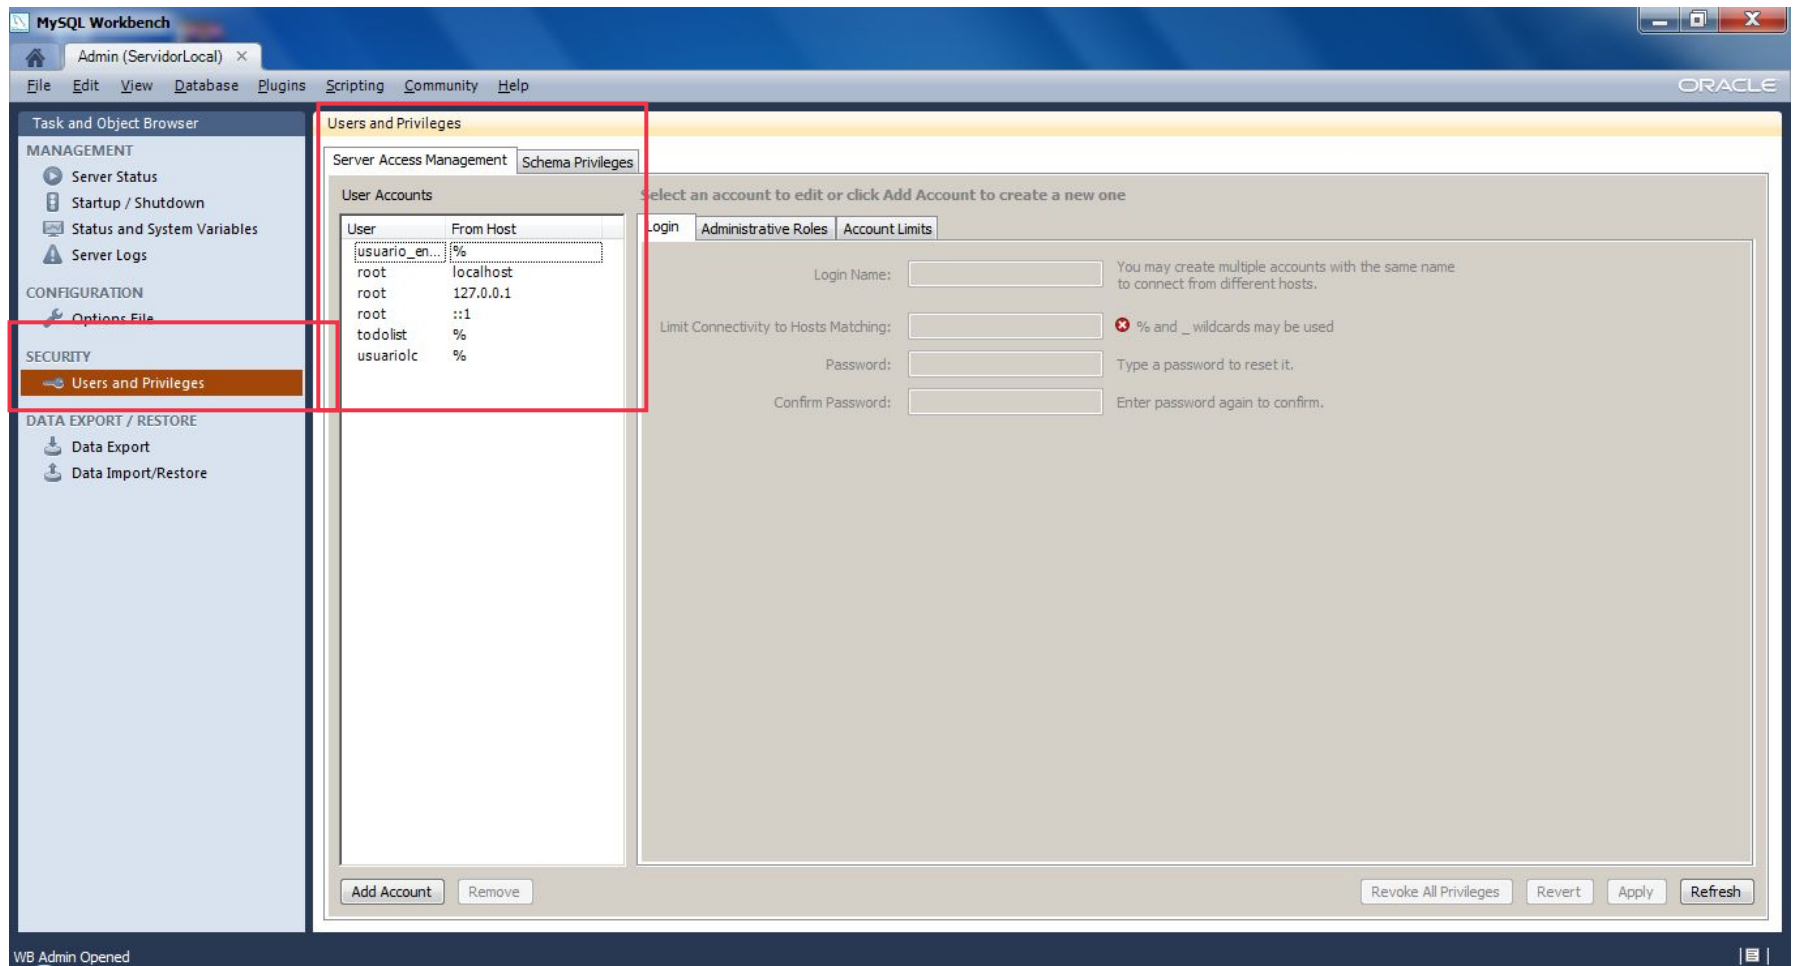 MySQL Workbench
Admin (ServidorLocal)
File Edit View Database Plugins Scripting Community Help
ORACLE
Task and Object Browser
MANAGEMENT
Server Status
Startup / Shutdown
Status and System Variables
Server Logs
CONFIGURATION
Options File
SECURITY
Users and Privileges
DATA EXPORT / RESTORE
Data Export
Data Import/Restore
Users and Privileges
Server Access Management Schema Privileges
User Accounts
User From Host
usuario_en... %
root localhost
root 127.0.0.1
root ::1
todolist %
usuariolc %
Add Account Remove
Select an account to edit or click Add Account to create a new one
Login Administrative Roles Account Limits
Login Name:
You may create multiple accounts with the same name
to connect from different hosts.
Limit Connectivity to Hosts Matching: % and _ wildcards may be used
Password: Type a password to reset it.
Confirm Password: Enter password again to confirm.
Revoke All Privileges Revert Apply Refresh
WB Admin Opened